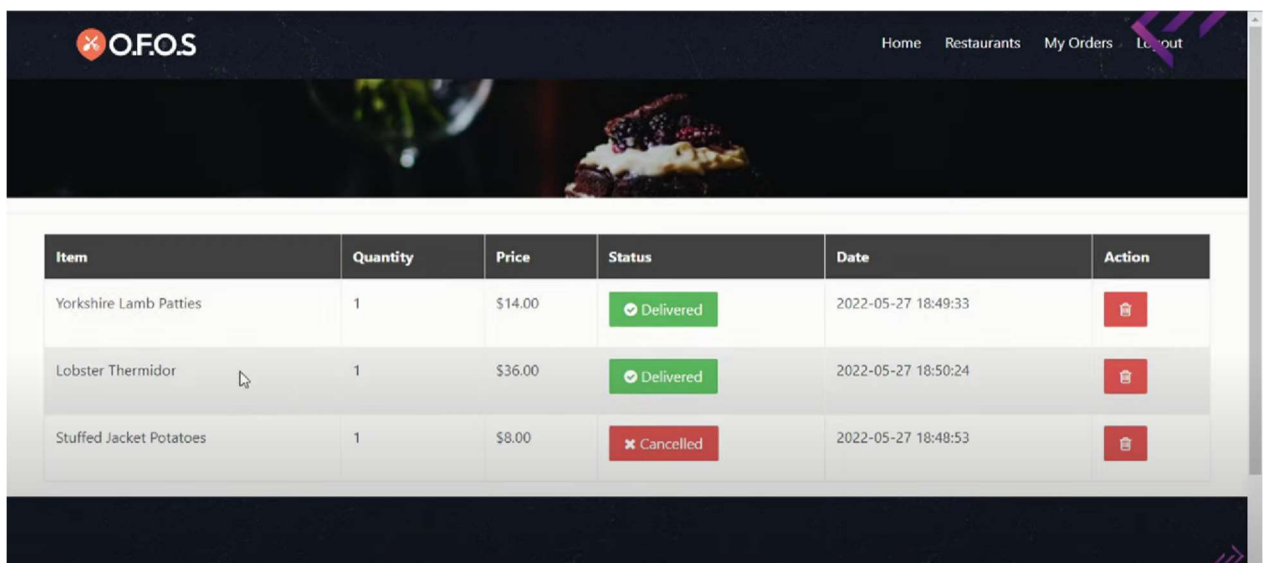 O.F.O.S
Home Restaurants My Orders Logout
Item Quantity Price Status Date Action
Yorkshire Lamb Patties 1 $14.00 Delivered 2022-05-27 18:49:33
Lobster Thermidor 1 $36.00 Delivered 2022-05-27 18:50:24
Stuffed Jacket Potatoes 1 $8.00 Cancelled 2022-05-27 18:48:53